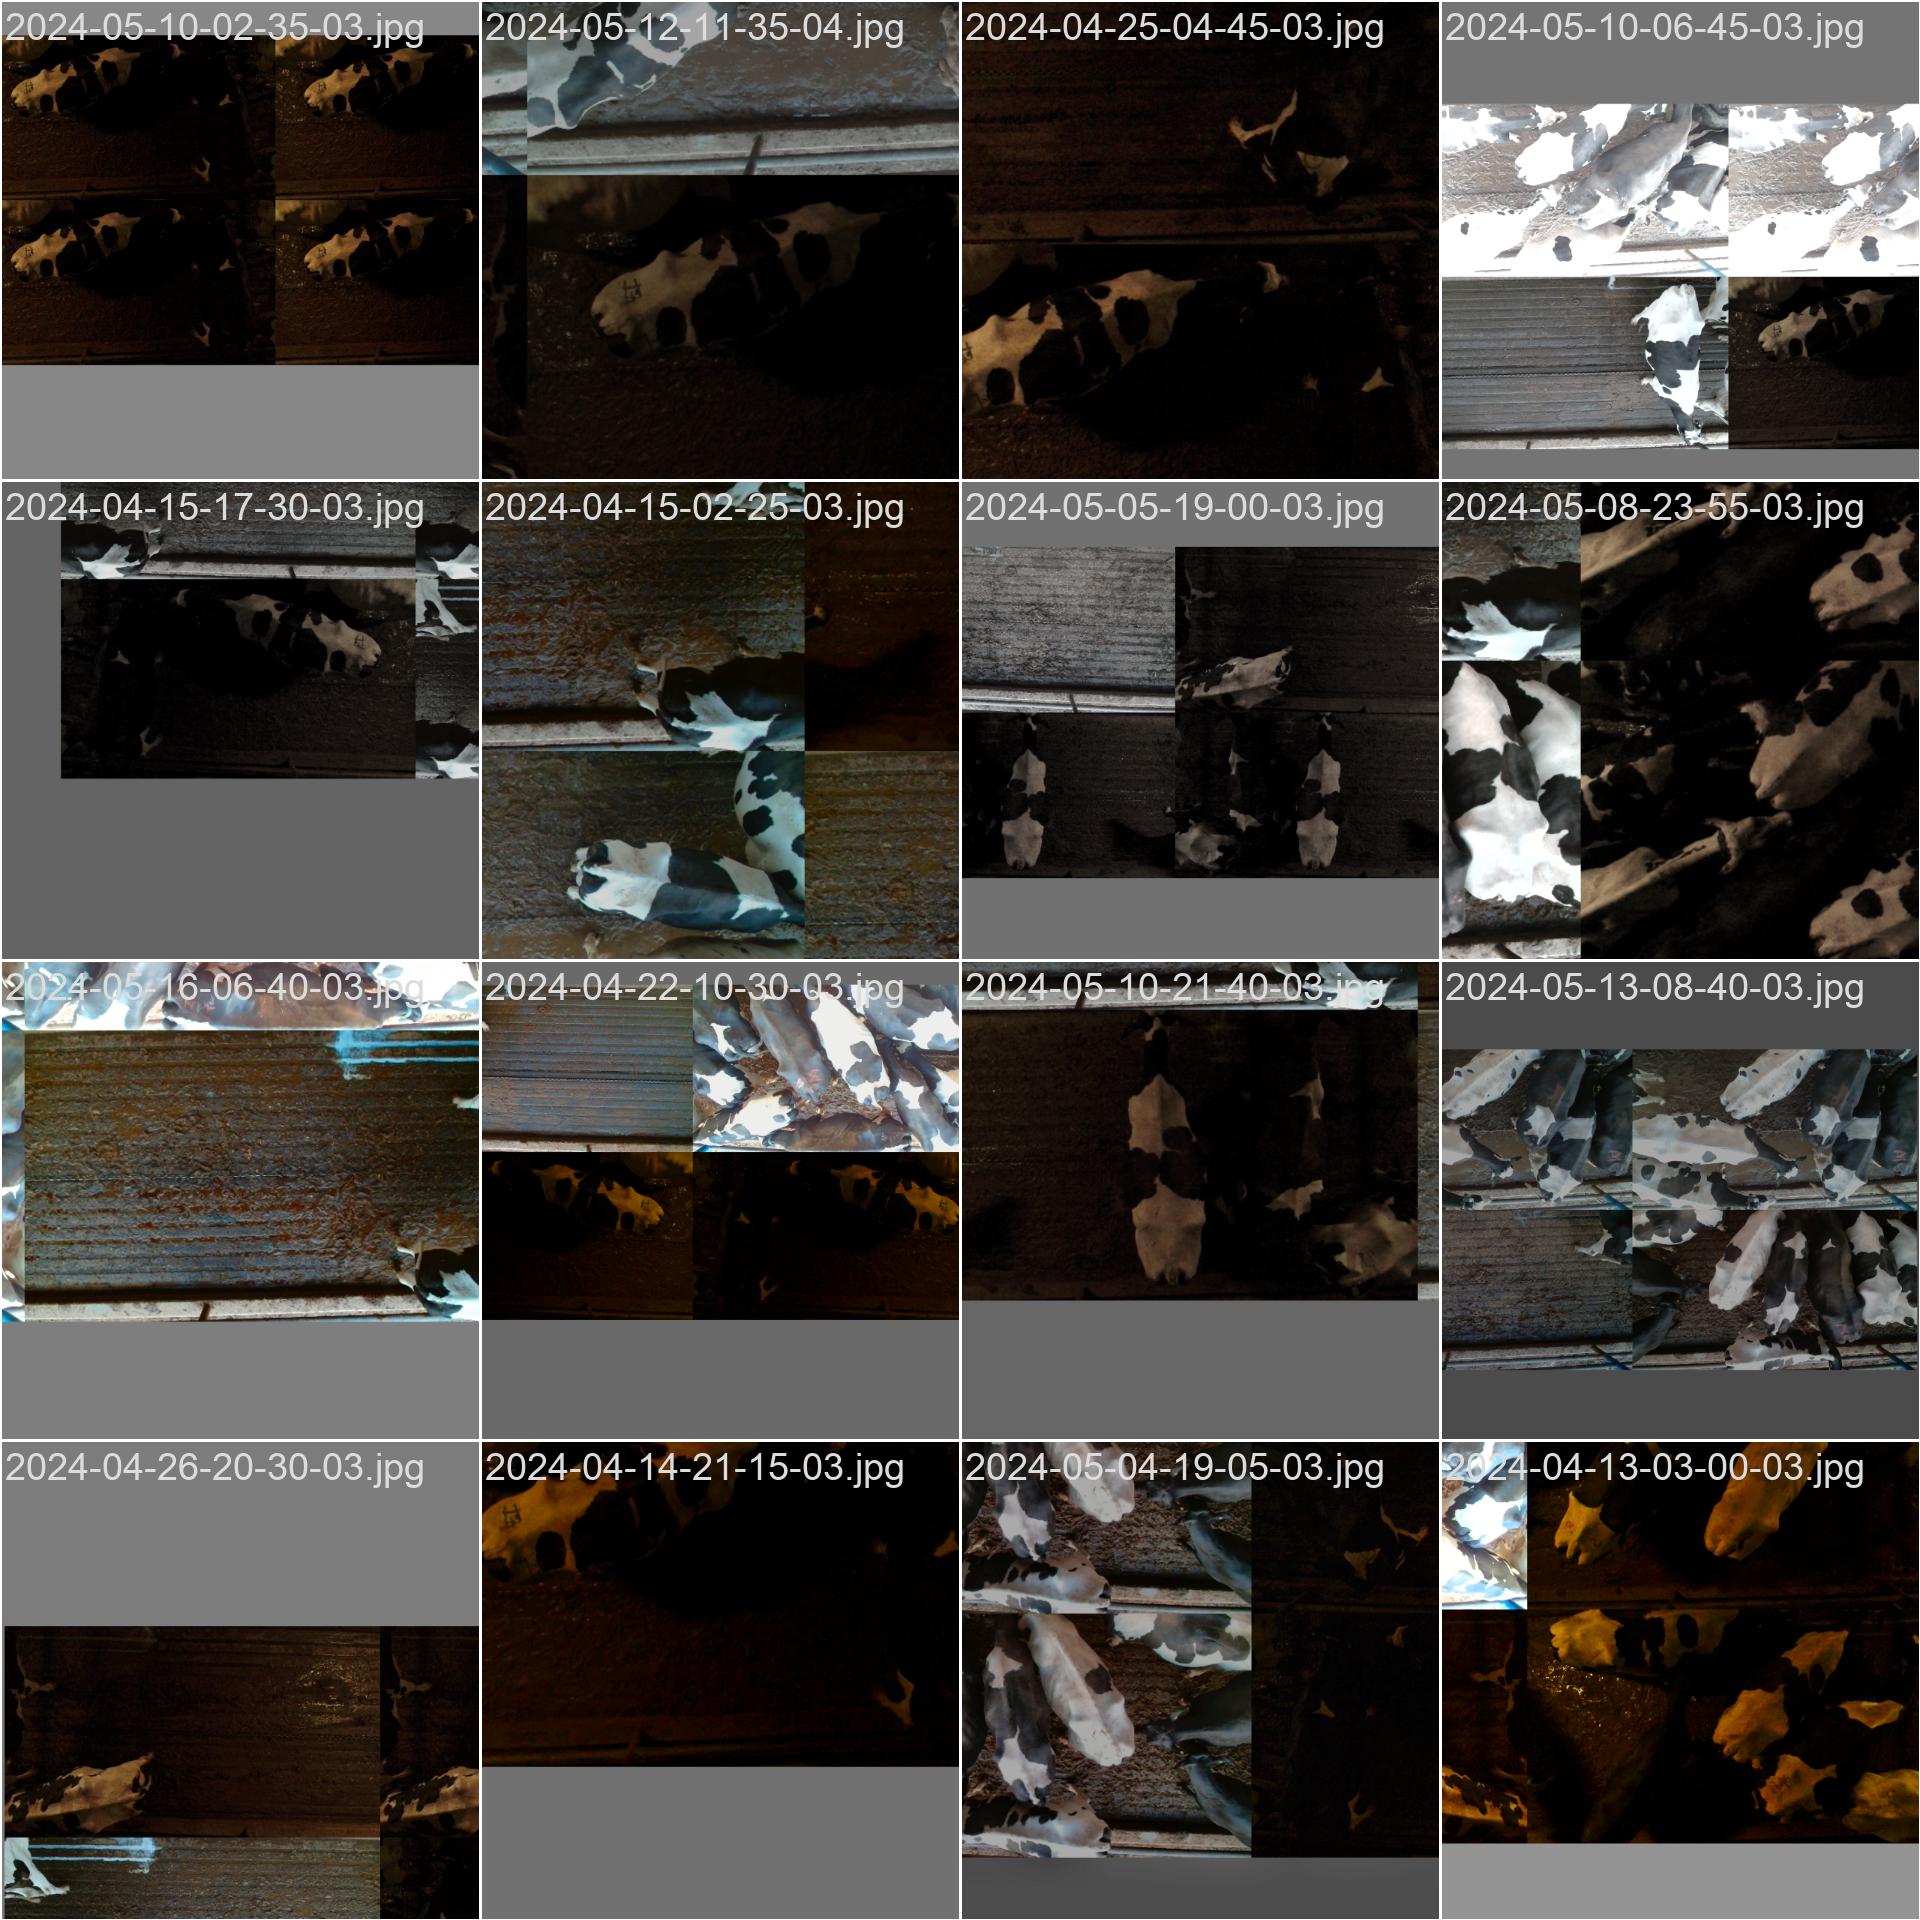 2024-05-10-02-35-03.jpg
2024-05-12-11-35-04.jpg
2024-04-25-04-45-03.jpg
2024-05-10-06-45-03.jpg
2024-04-15-17-30-03.jpg
2024-04-15-02-25-03.jpg
2024-05-05-19-00-03.jpg
2024-05-08-23-55-03.jpg
2024-05-16-06-40-03.jpg
2024-04-22-10-30-03.jpg
2024-05-10-21-40-03.jpg
2024-05-13-08-40-03.jpg
2024-04-26-20-30-03.jpg
2024-04-14-21-15-03.jpg
2024-05-04-19-05-03.jpg
2024-04-13-03-00-03.jpg